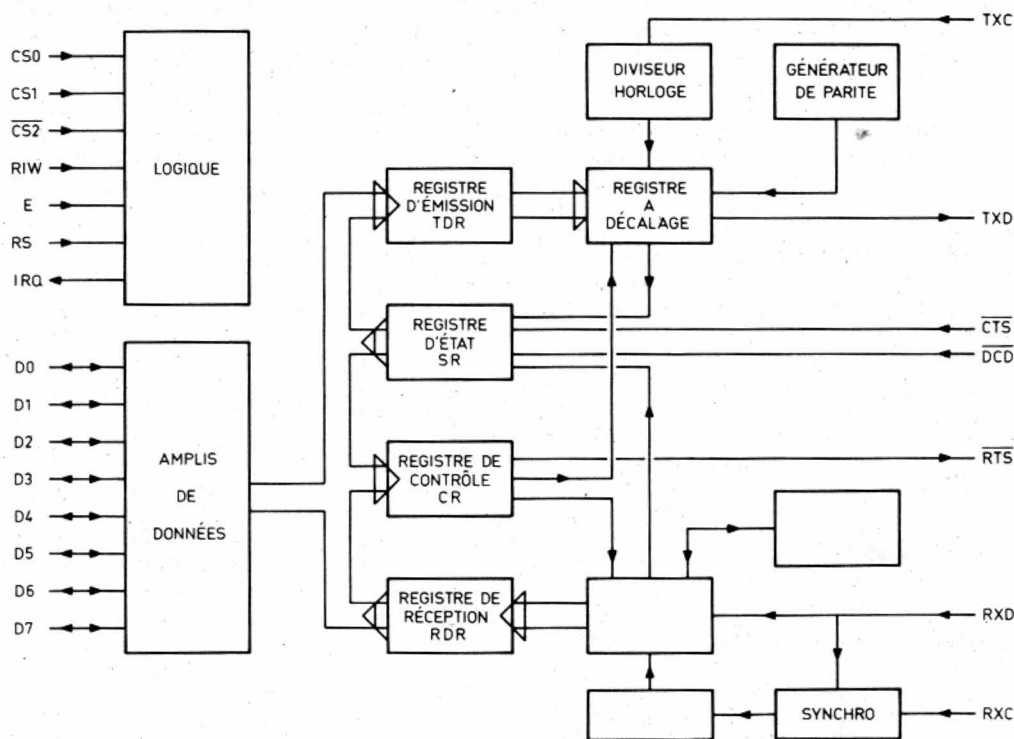 TXC
CS0
CS1
CS2
RIW
E
RS
IRQ
LOGIQUE
DIVISEUR
HORLOGE
GÉNÉRATEUR
DE PARITE
REGISTRE
D'ÉMISSION
TDR
REGISTRE
A
DÉCALAGE
TXD
REGISTRE
D'ÉTAT
SR
CTS
DCD
D0
D1
D2
D3
D4
D5
D6
D7
AMPLIS
DE
DONNÉES
REGISTRE DE
CONTRÔLE
CR
RTS
REGISTRE DE
RÉCEPTION
RDR
RXD
SYNCHRO
RXC